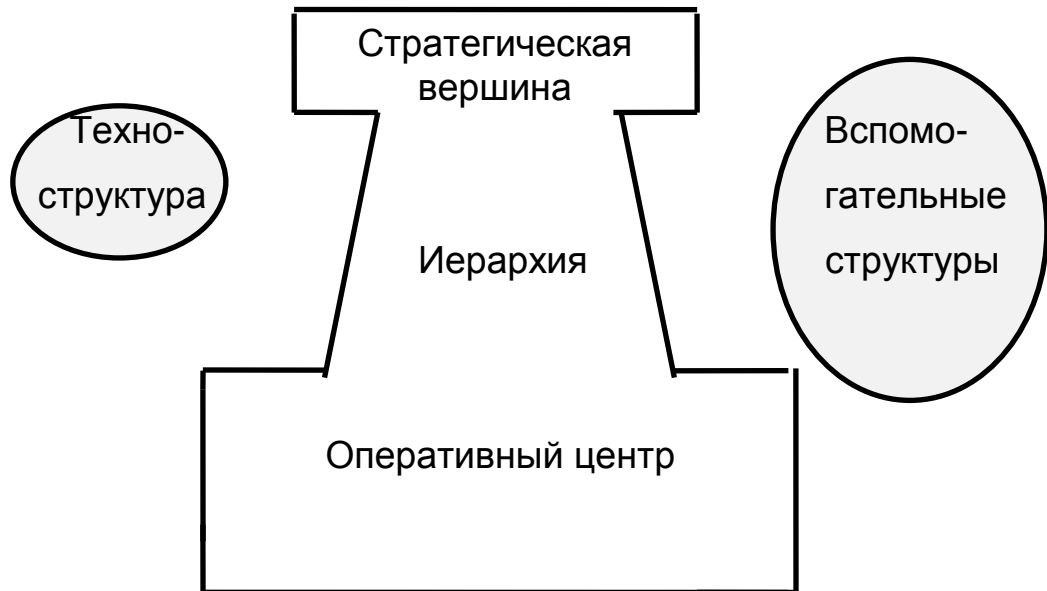 Стратегическая
вершина
Техно-
структура
Вспомо-
гательные
структуры
Иерархия
Оперативный центр